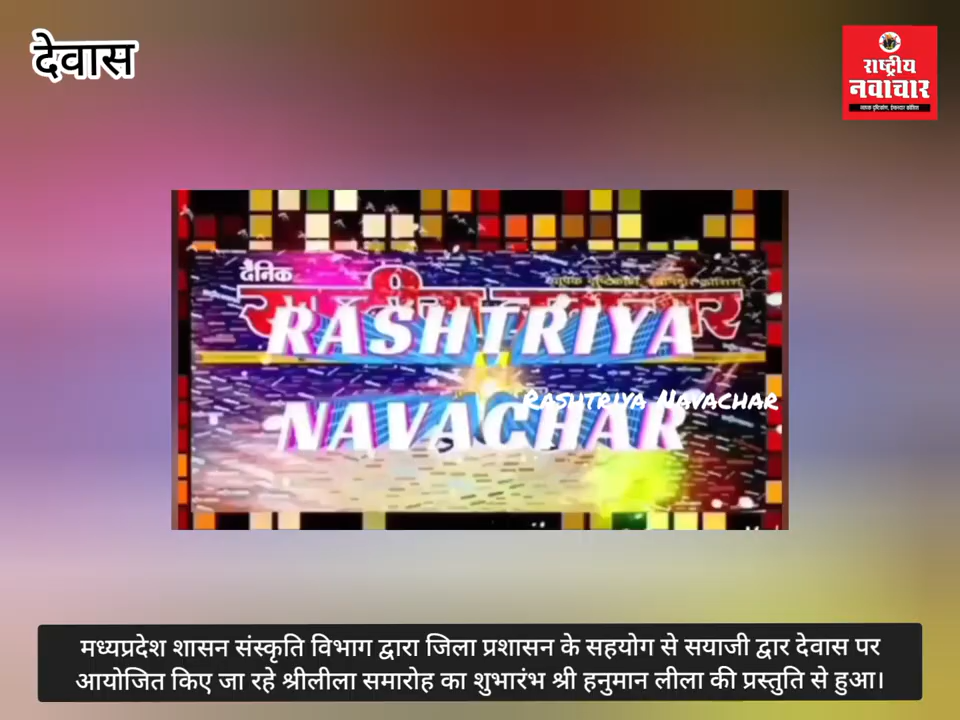 देवास
राष्ट्रीय
नवाचार
दैनिक
RASHTRIYA
Rashtriya Navachar
NAVACHAR
मध्यप्रदेश शासन संस्कृति विभाग द्वारा जिला प्रशासन के सहयोग से सयाजी द्वार देवास पर
आयोजित किए जा रहे श्रीलीला समारोह का शुभारंभ श्री हनुमान लीला की प्रस्तुति से हुआ।